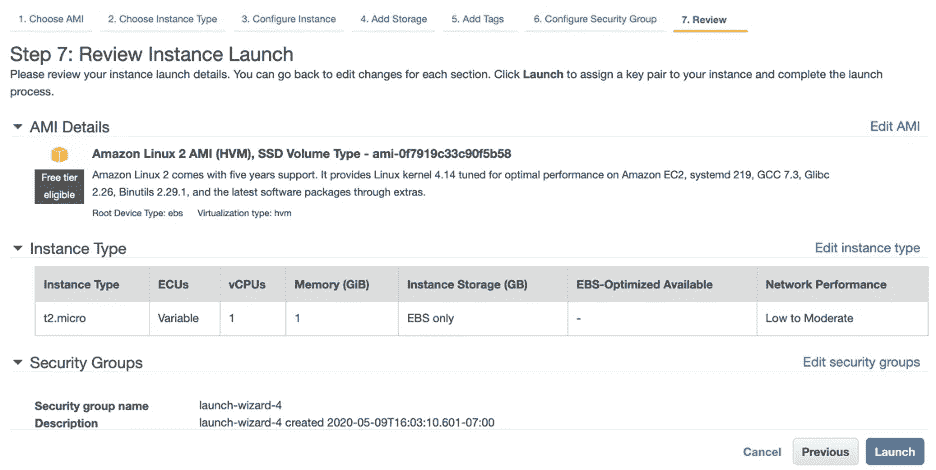 1. Choose AMI 2. Choose Instance Type 3. Configure Instance 4. Add Storage 5. Add Tags 6. Configure Security Group 7. Review
Step 7: Review Instance Launch
Please review your instance launch details. You can go back to edit changes for each section. Click Launch to assign a key pair to your instance and complete the launch
process.
AMI Details Edit AMI
Amazon Linux 2 AMI (HVM), SSD Volume Type - ami-0f7919c33c90f5b58
Free tier
eligible
Amazon Linux 2 comes with five years support. It provides Linux kernel 4.14 tuned for optimal performance on Amazon EC2, systemd 219, GCC 7.3, Glibc
2.26, Binutils 2.29.1, and the latest software packages through extras.
Root Device Type: ebs Virtualization type: hvm
Instance Type Edit instance type
Instance Type ECUs vCPUs Memory (GiB) Instance Storage (GB) EBS-Optimized Available Network Performance
t2.micro Variable 1 1 EBS only - Low to Moderate
Security Groups Edit security groups
Security group name launch-wizard-4
Description launch-wizard-4 created 2020-05-09T16:03:10.601-07:00
Cancel Previous Launch